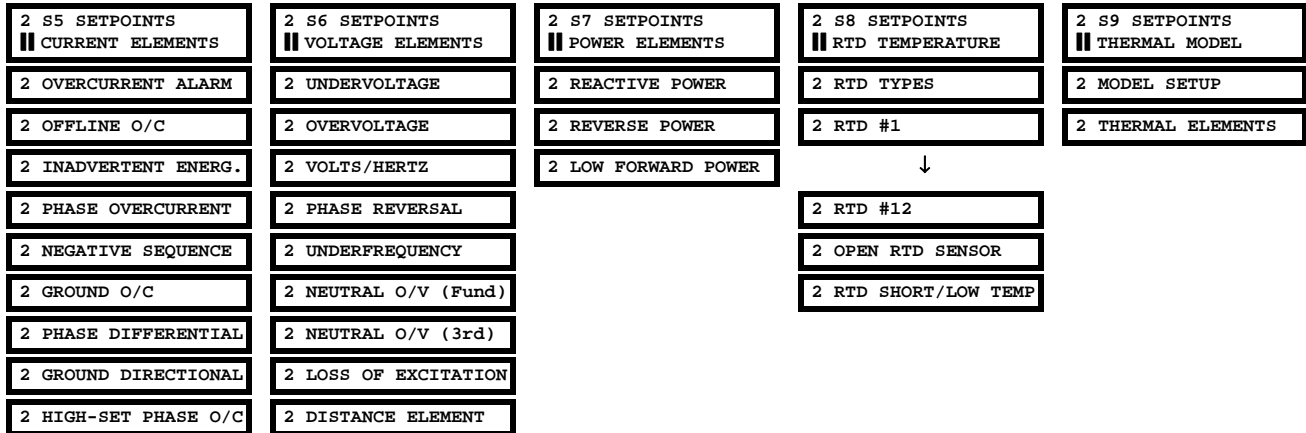 2 S5 SETPOINTS
CURRENT ELEMENTS
2 OVERCURRENT ALARM
2 OFFLINE O/C
2 INADVERTENT ENERG.
2 PHASE OVERCURRENT
2 NEGATIVE SEQUENCE
2 GROUND O/C
2 PHASE DIFFERENTIAL
2 GROUND DIRECTIONAL
2 HIGH-SET PHASE O/C
2 S6 SETPOINTS
VOLTAGE ELEMENTS
2 UNDERVOLTAGE
2 OVERVOLTAGE
2 VOLTS/HERTZ
2 PHASE REVERSAL
2 UNDERFREQUENCY
2 NEUTRAL O/V (Fund)
2 NEUTRAL O/V (3rd)
2 LOSS OF EXCITATION
2 DISTANCE ELEMENT
2 S7 SETPOINTS
POWER ELEMENTS
2 REACTIVE POWER
2 REVERSE POWER
2 LOW FORWARD POWER
2 S8 SETPOINTS
RTD TEMPERATURE
2 RTD TYPES
2 RTD #1
↓
2 RTD #12
2 OPEN RTD SENSOR
2 RTD SHORT/LOW TEMP
2 S9 SETPOINTS
THERMAL MODEL
2 MODEL SETUP
2 THERMAL ELEMENTS